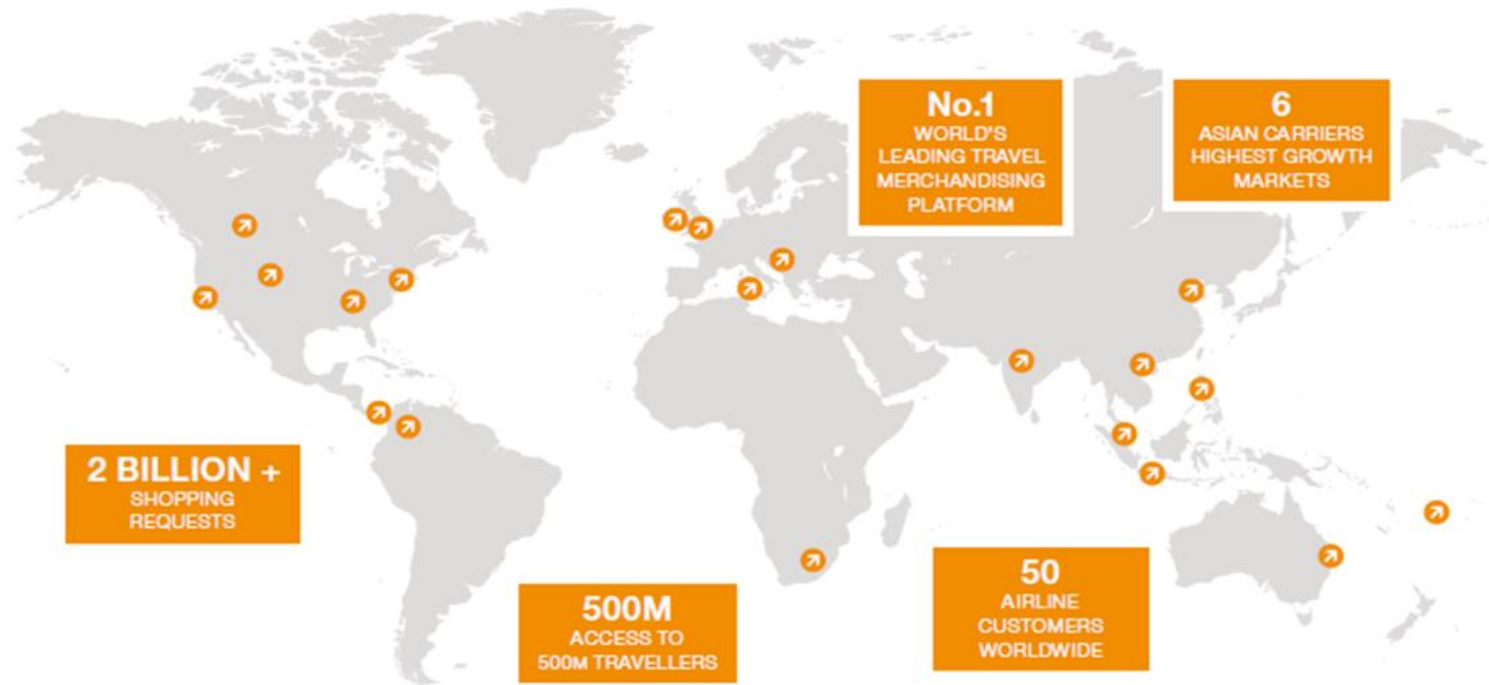 No.1
WORLD'S
LEADING TRAVEL
MERCHANDISING
PLATFORM
6
ASIAN CARRIERS
HIGHEST GROWTH
MARKETS
2 BILLION +
SHOPPING
REQUESTS
500M
ACCESS TO
500M TRAVELLERS
50
AIRLINE
CUSTOMERS
WORLDWIDE